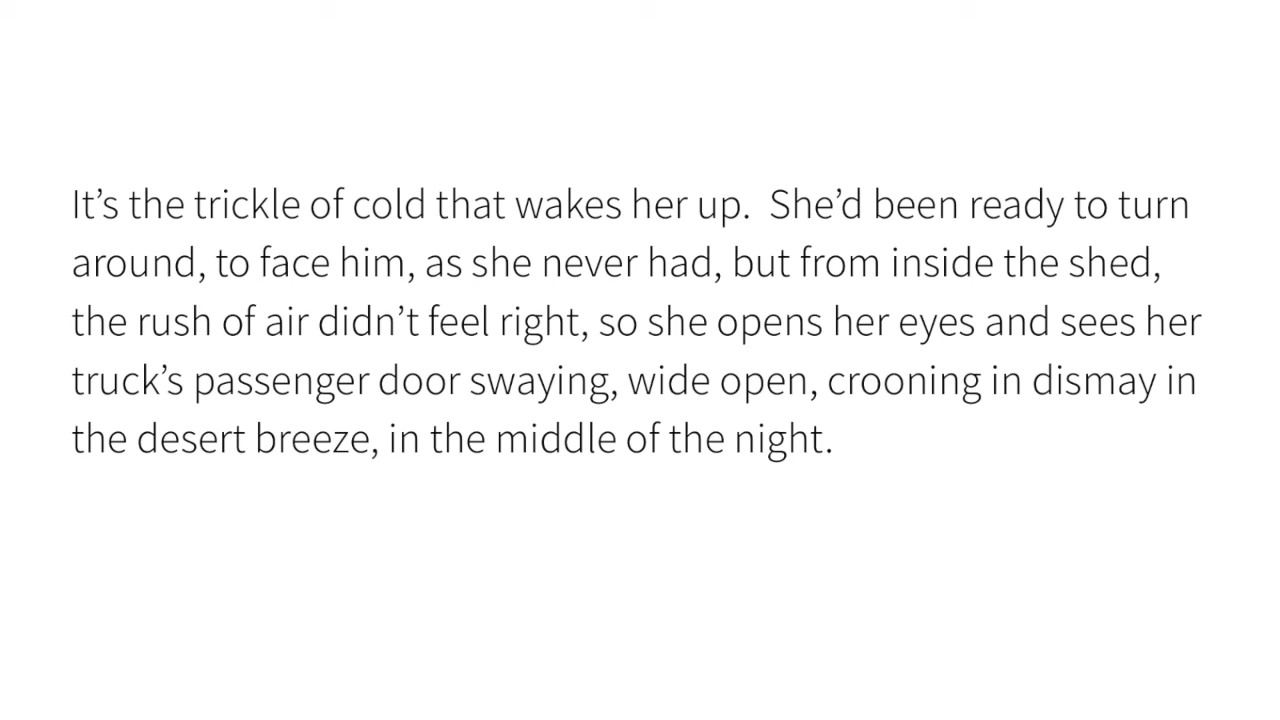 It’s the trickle of cold that wakes her up.  She’d been ready to turn
around, to face him, as she never had, but from inside the shed,
the rush of air didn’t feel right, so she opens her eyes and sees her
truck’s passenger door swaying, wide open, crooning in dismay in
the desert breeze, in the middle of the night.